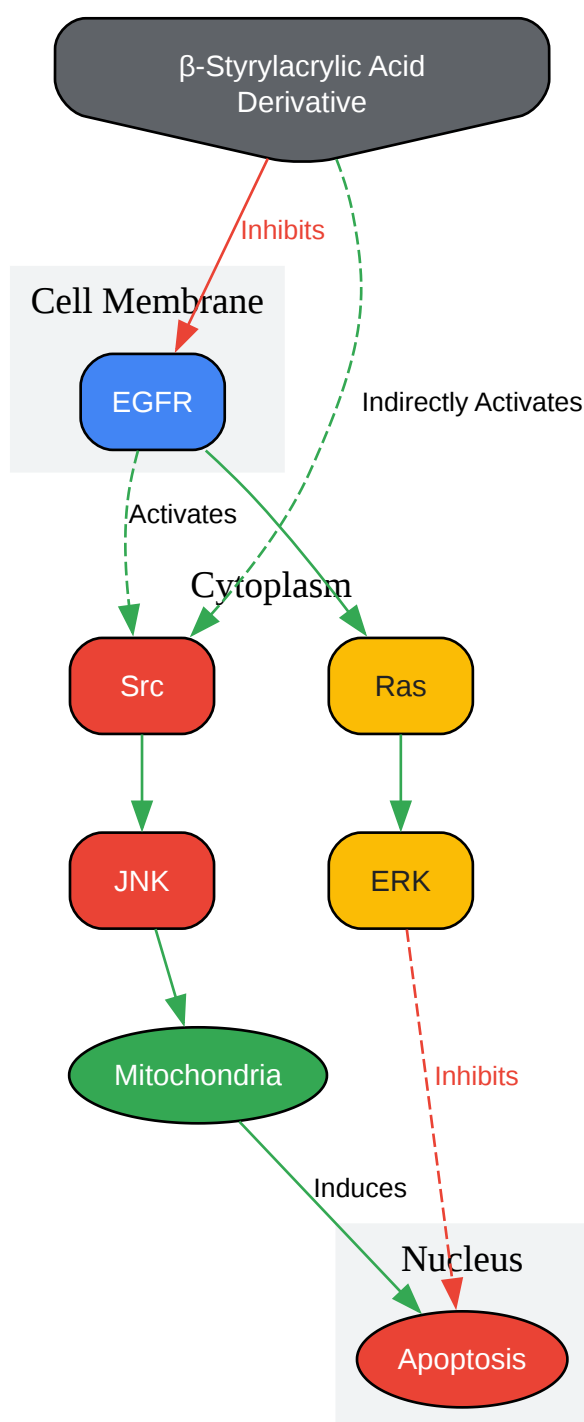 β-Styrylacrylic Acid
Derivative
Inhibits
Cell Membrane
EGFR
Indirectly Activates
Activates
Cytoplasm
Src
Ras
JNK
ERK
Mitochondria
Inhibits
Induces
Nucleus
Apoptosis